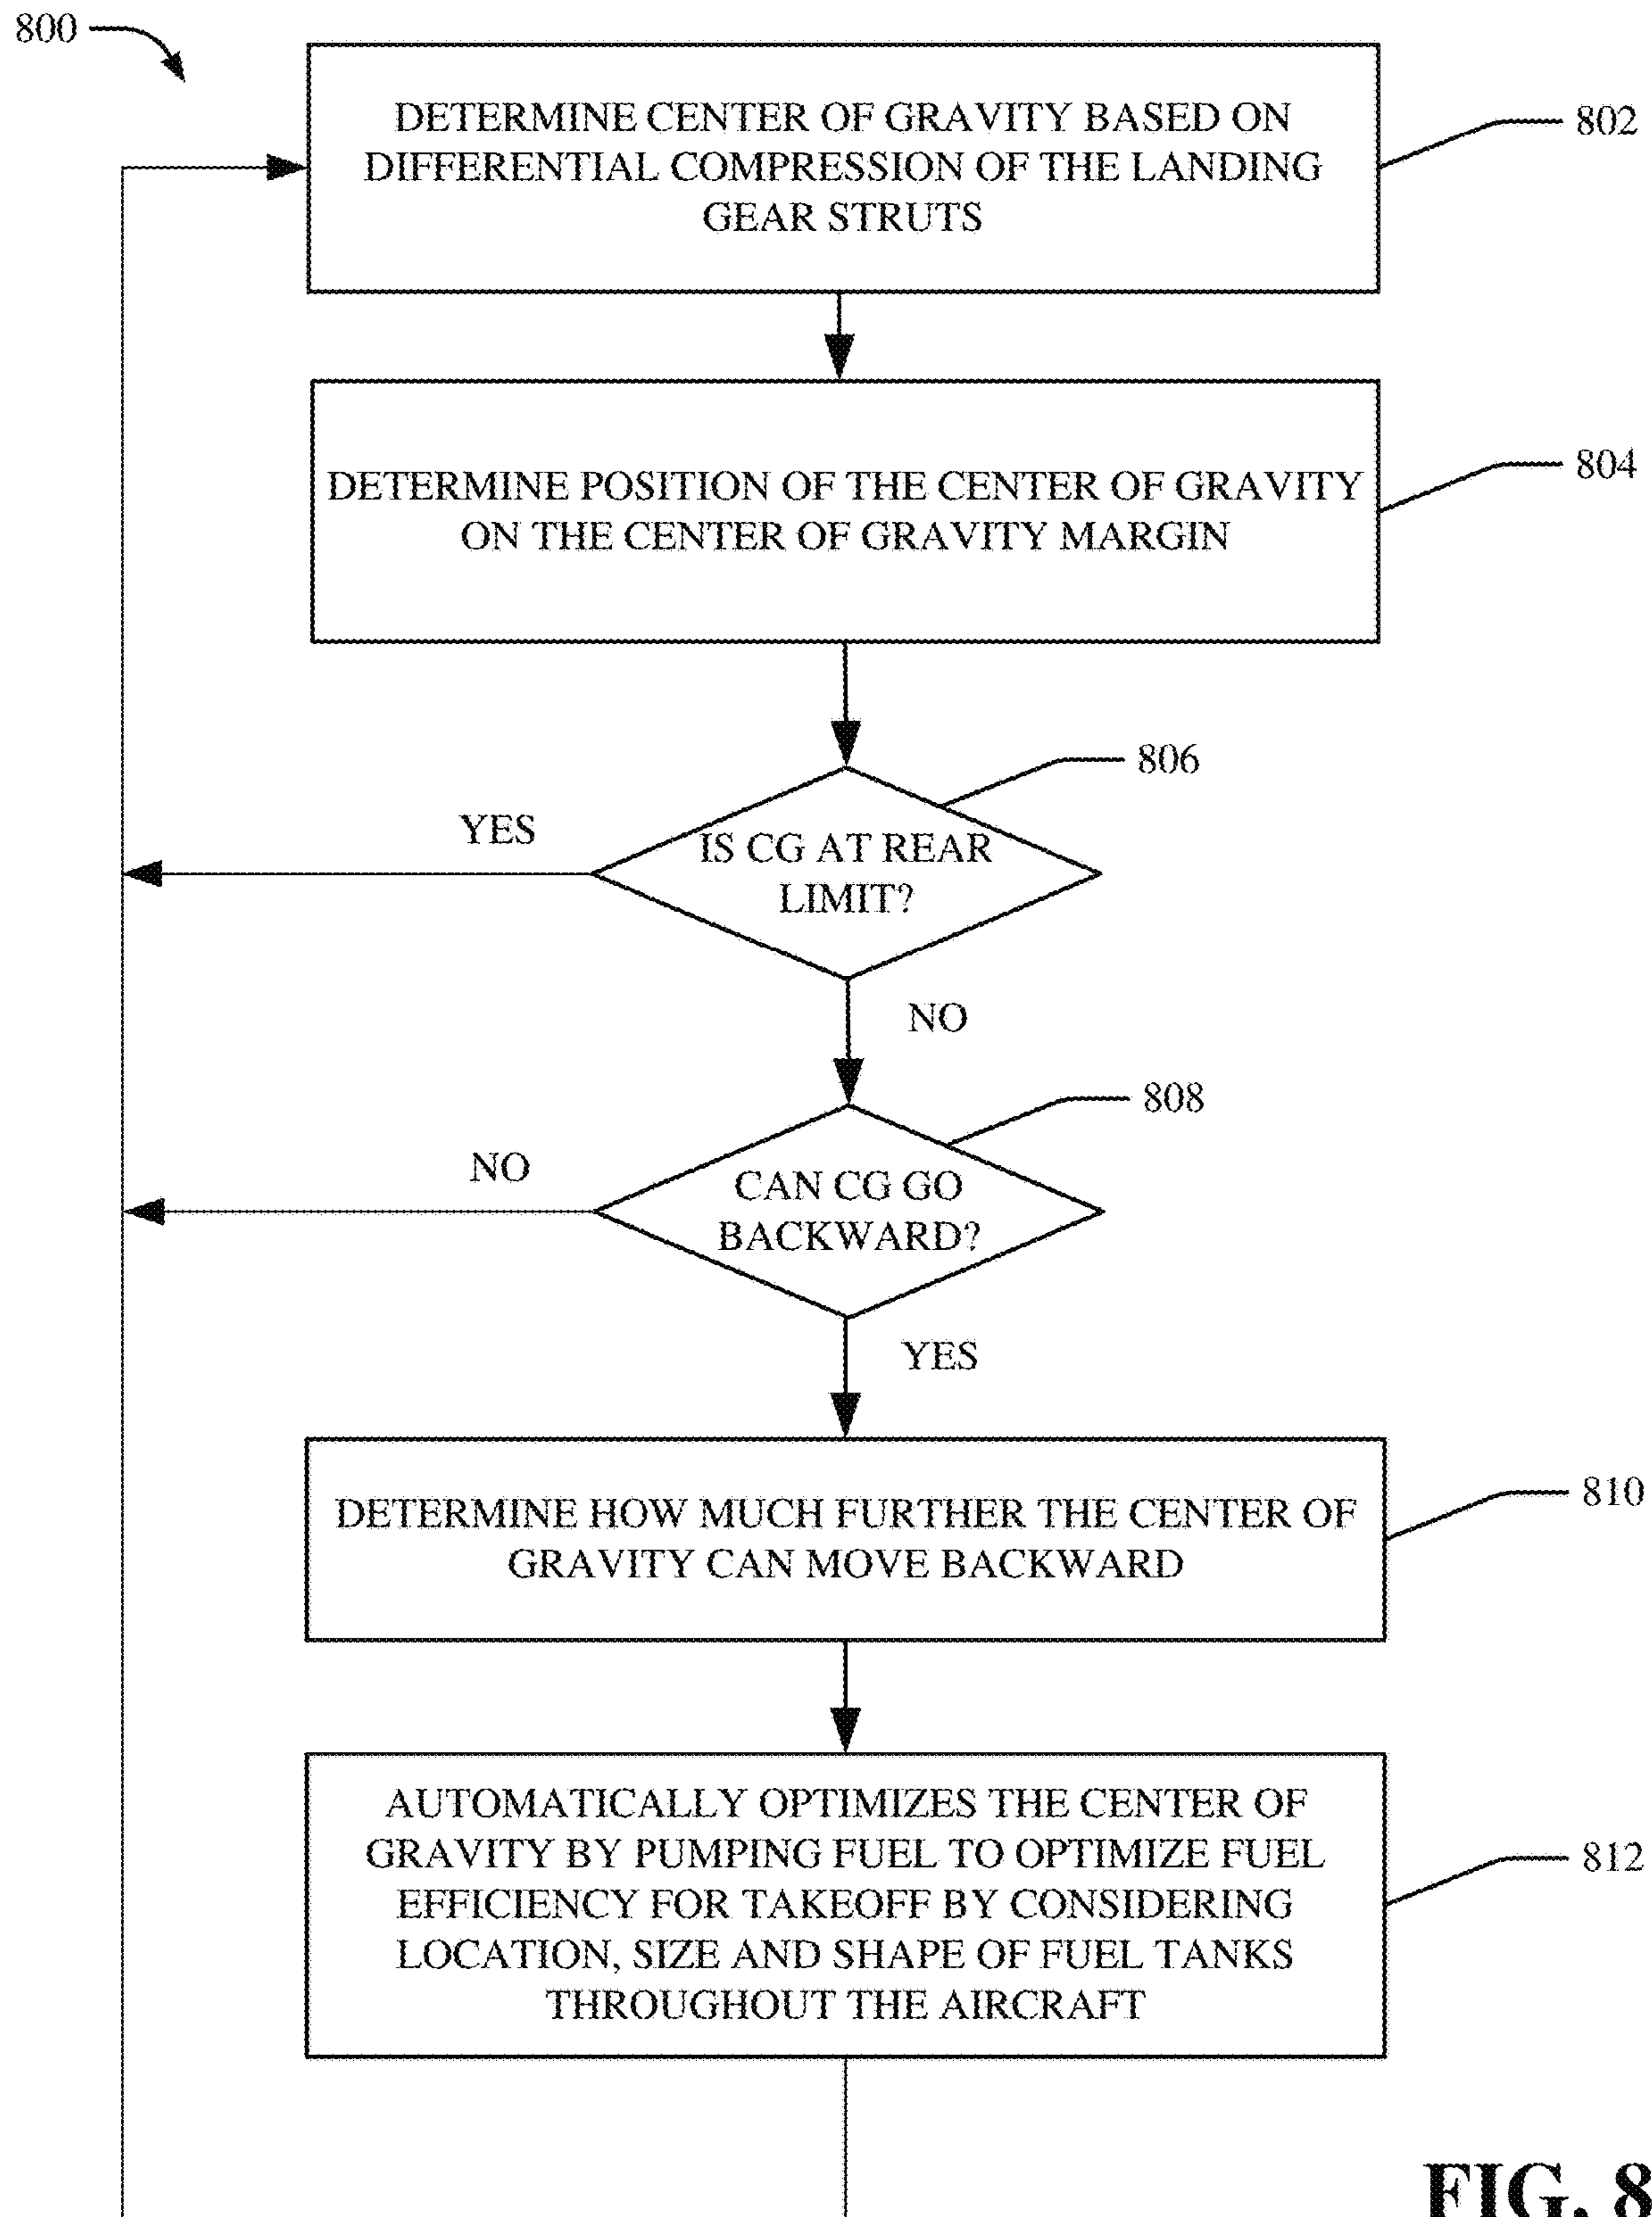 800
DETERMINE CENTER OF GRAVITY BASED ON
DIFFERENTIAL COMPRESSION OF THE LANDING
GEAR STRUTS
802
DETERMINE POSITION OF THE CENTER OF GRAVITY
ON THE CENTER OF GRAVITY MARGIN
804
806
YES
IS CG AT REAR
LIMIT?
NO
808
NO
CAN CG GO
BACKWARD?
YES
DETERMINE HOW MUCH FURTHER THE CENTER OF
GRAVITY CAN MOVE BACKWARD
810
AUTOMATICALLY OPTIMIZES THE CENTER OF
GRAVITY BY PUMPING FUEL TO OPTIMIZE FUEL
EFFICIENCY FOR TAKEOFF BY CONSIDERING
LOCATION, SIZE AND SHAPE OF FUEL TANKS
THROUGHOUT THE AIRCRAFT
812
FIG. 8